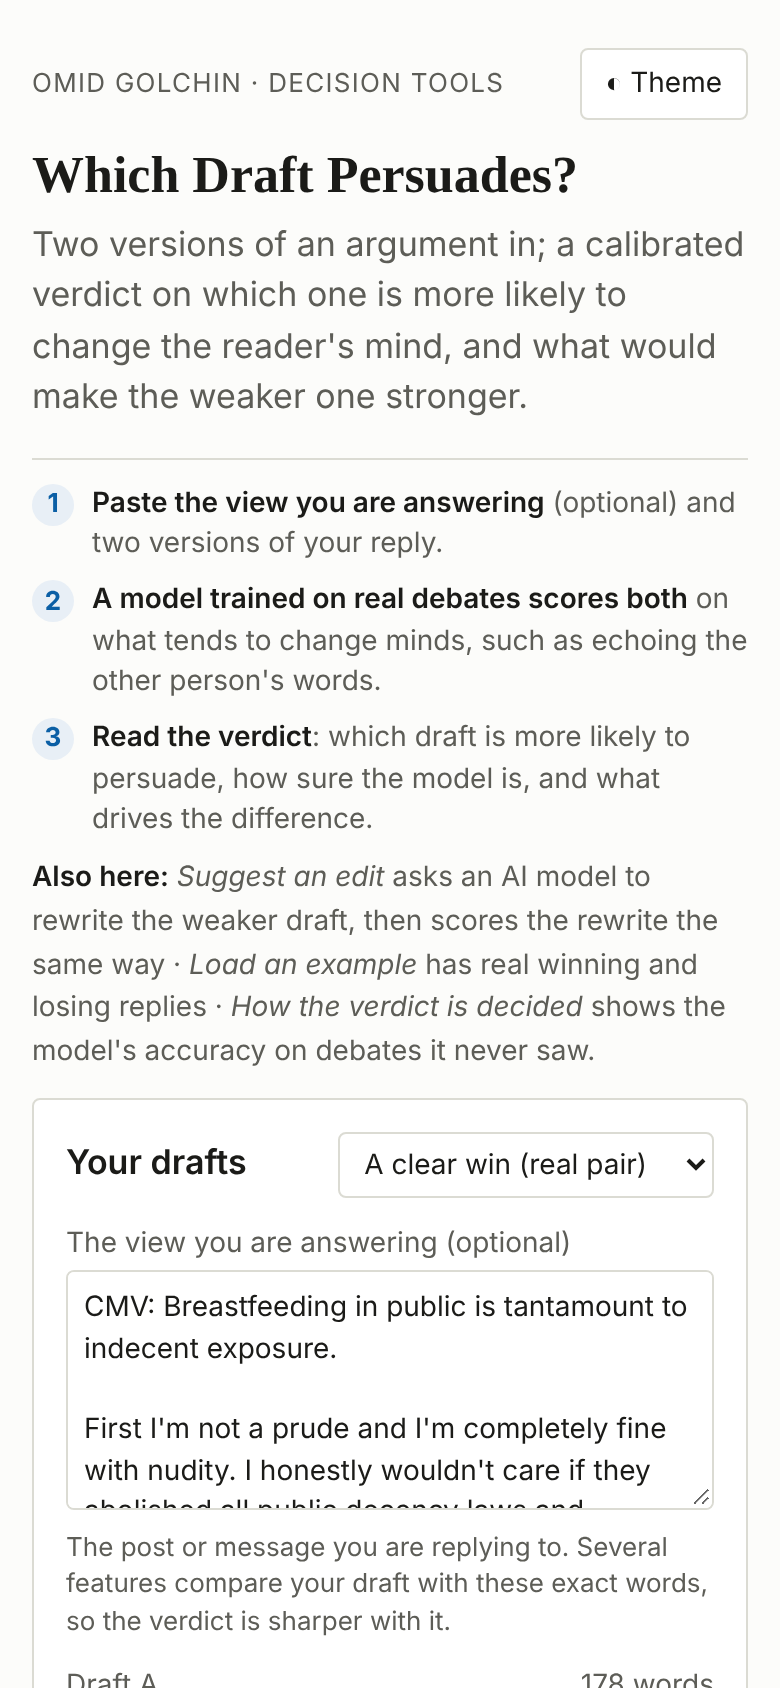 OMID GOLCHIN · DECISION TOOLS
Theme
Which Draft Persuades?
Two versions of an argument in; a calibrated
verdict on which one is more likely to
change the reader's mind, and what would
make the weaker one stronger.
1 Paste the view you are answering (optional) and
two versions of your reply.
2 A model trained on real debates scores both on
what tends to change minds, such as echoing the
other person's words.
3 Read the verdict: which draft is more likely to
persuade, how sure the model is, and what
drives the difference.
Also here: Suggest an edit asks an AI model to
rewrite the weaker draft, then scores the rewrite the
same way · Load an example has real winning and
losing replies · How the verdict is decided shows the
model's accuracy on debates it never saw.
Your drafts
A clear win (real pair)
The view you are answering (optional)
CMV: Breastfeeding in public is tantamount to
indecent exposure.
First I'm not a prude and I'm completely fine
with nudity. I honestly wouldn't care if they
abolished all public decency laws and
The post or message you are replying to. Several
features compare your draft with these exact words,
so the verdict is sharper with it.
Draft A
178 words